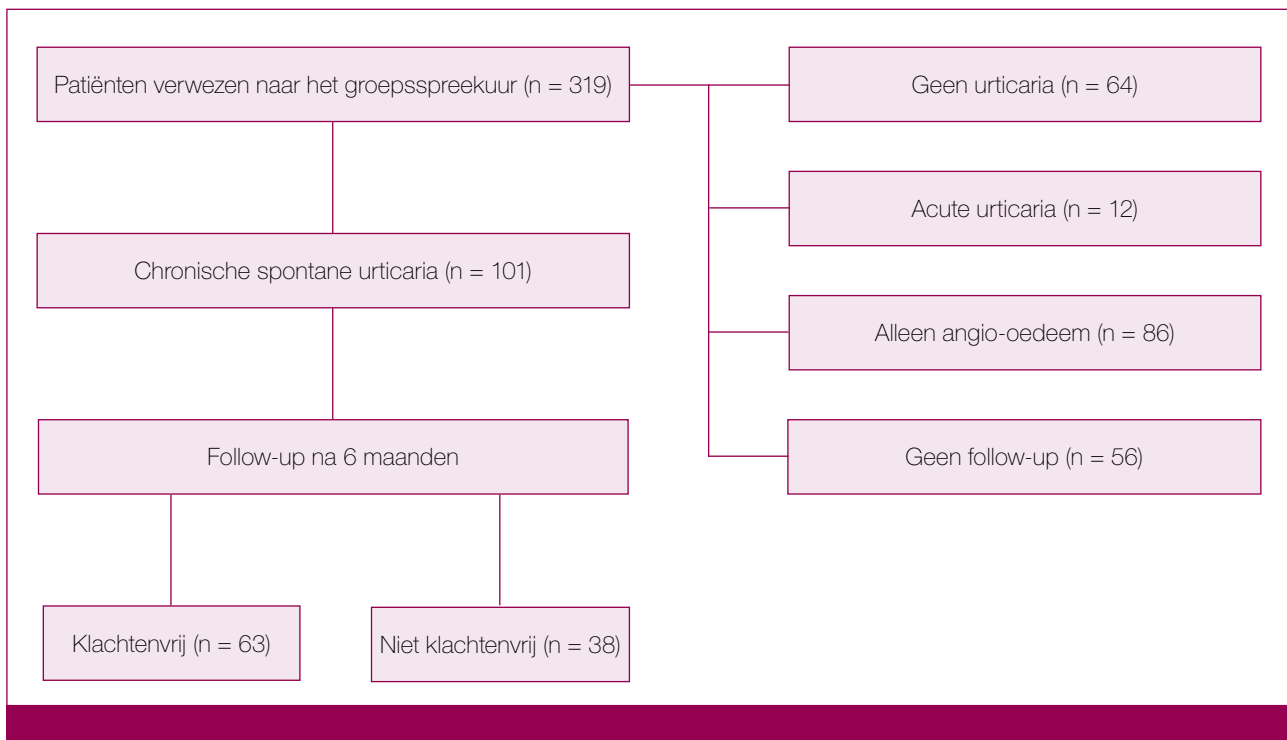 Patiënten verwezen naar het groepsspreekuur (n = 319)
Geen urticaria (n = 64)
Acute urticaria (n = 12)
Chronische spontane urticaria (n = 101)
Alleen angio-oedeem (n = 86)
Follow-up na 6 maanden
Geen follow-up (n = 56)
Klachtenvrij (n = 63)
Niet klachtenvrij (n = 38)